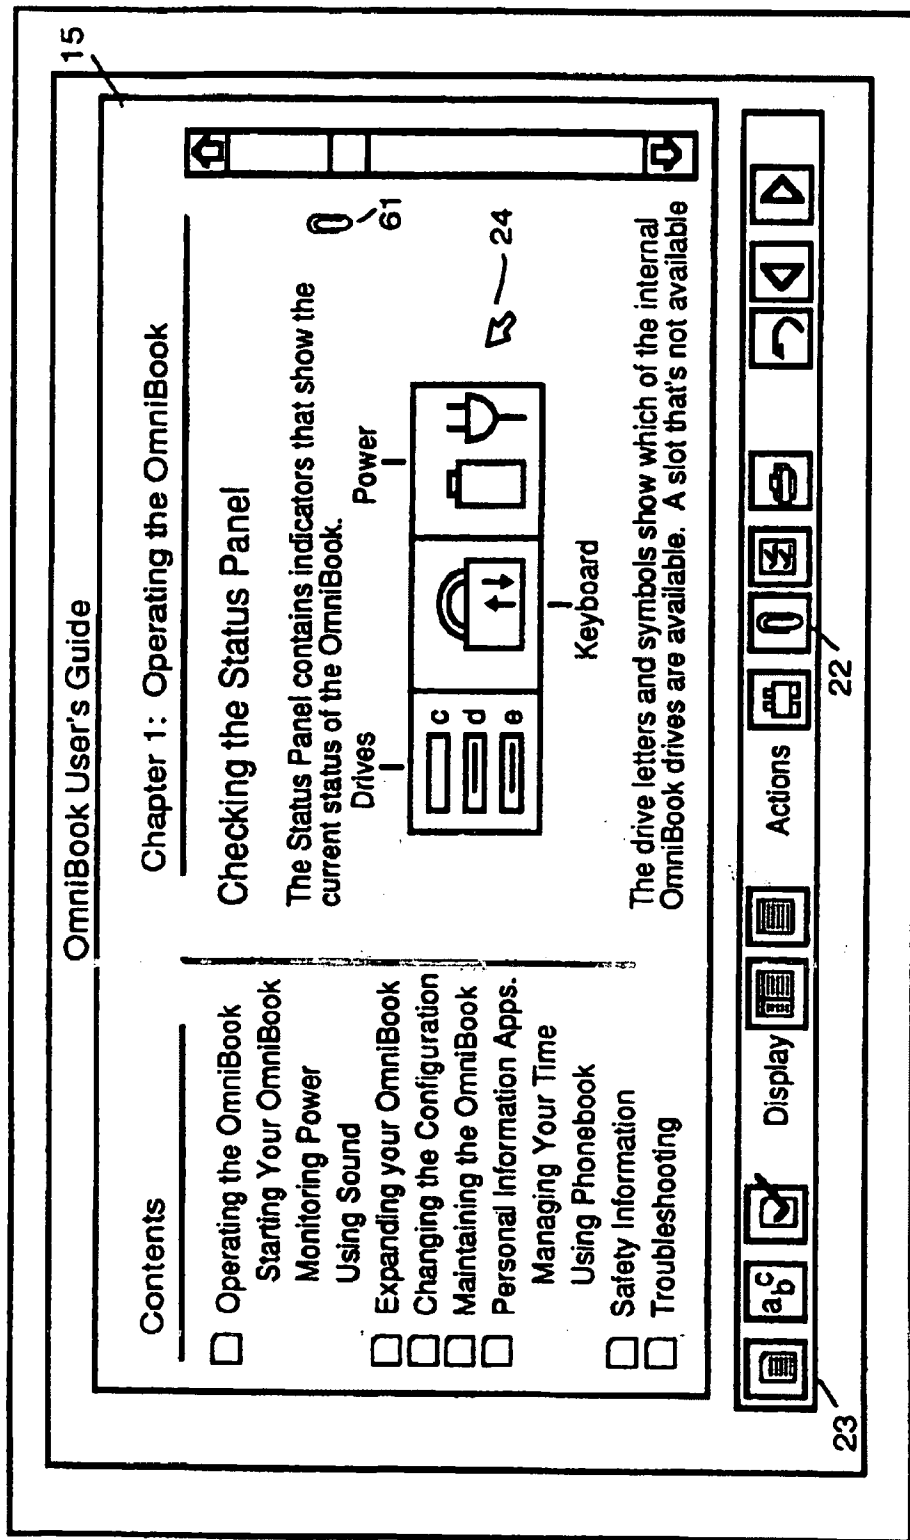 15
OmniBook User's Guide
Contents
Operating the OmniBook
Starting Your OmniBook
Monitoring Power
Using Sound
Expanding your OmniBook
Changing the Configuration
Maintaining the OmniBook
Personal Information Apps.
Managing Your Time
Using Phonebook
Safety Information
Troubleshooting
Chapter 1: Operating the OmniBook
Checking the Status Panel
The Status Panel contains indicators that show the
current status of the OmniBook.
61
Drives
Power
c
d
e
24
Keyboard
The drive letters and symbols show which of the internal
OmniBook drives are available. A slot that's not available
abc
Display
Actions
23
22